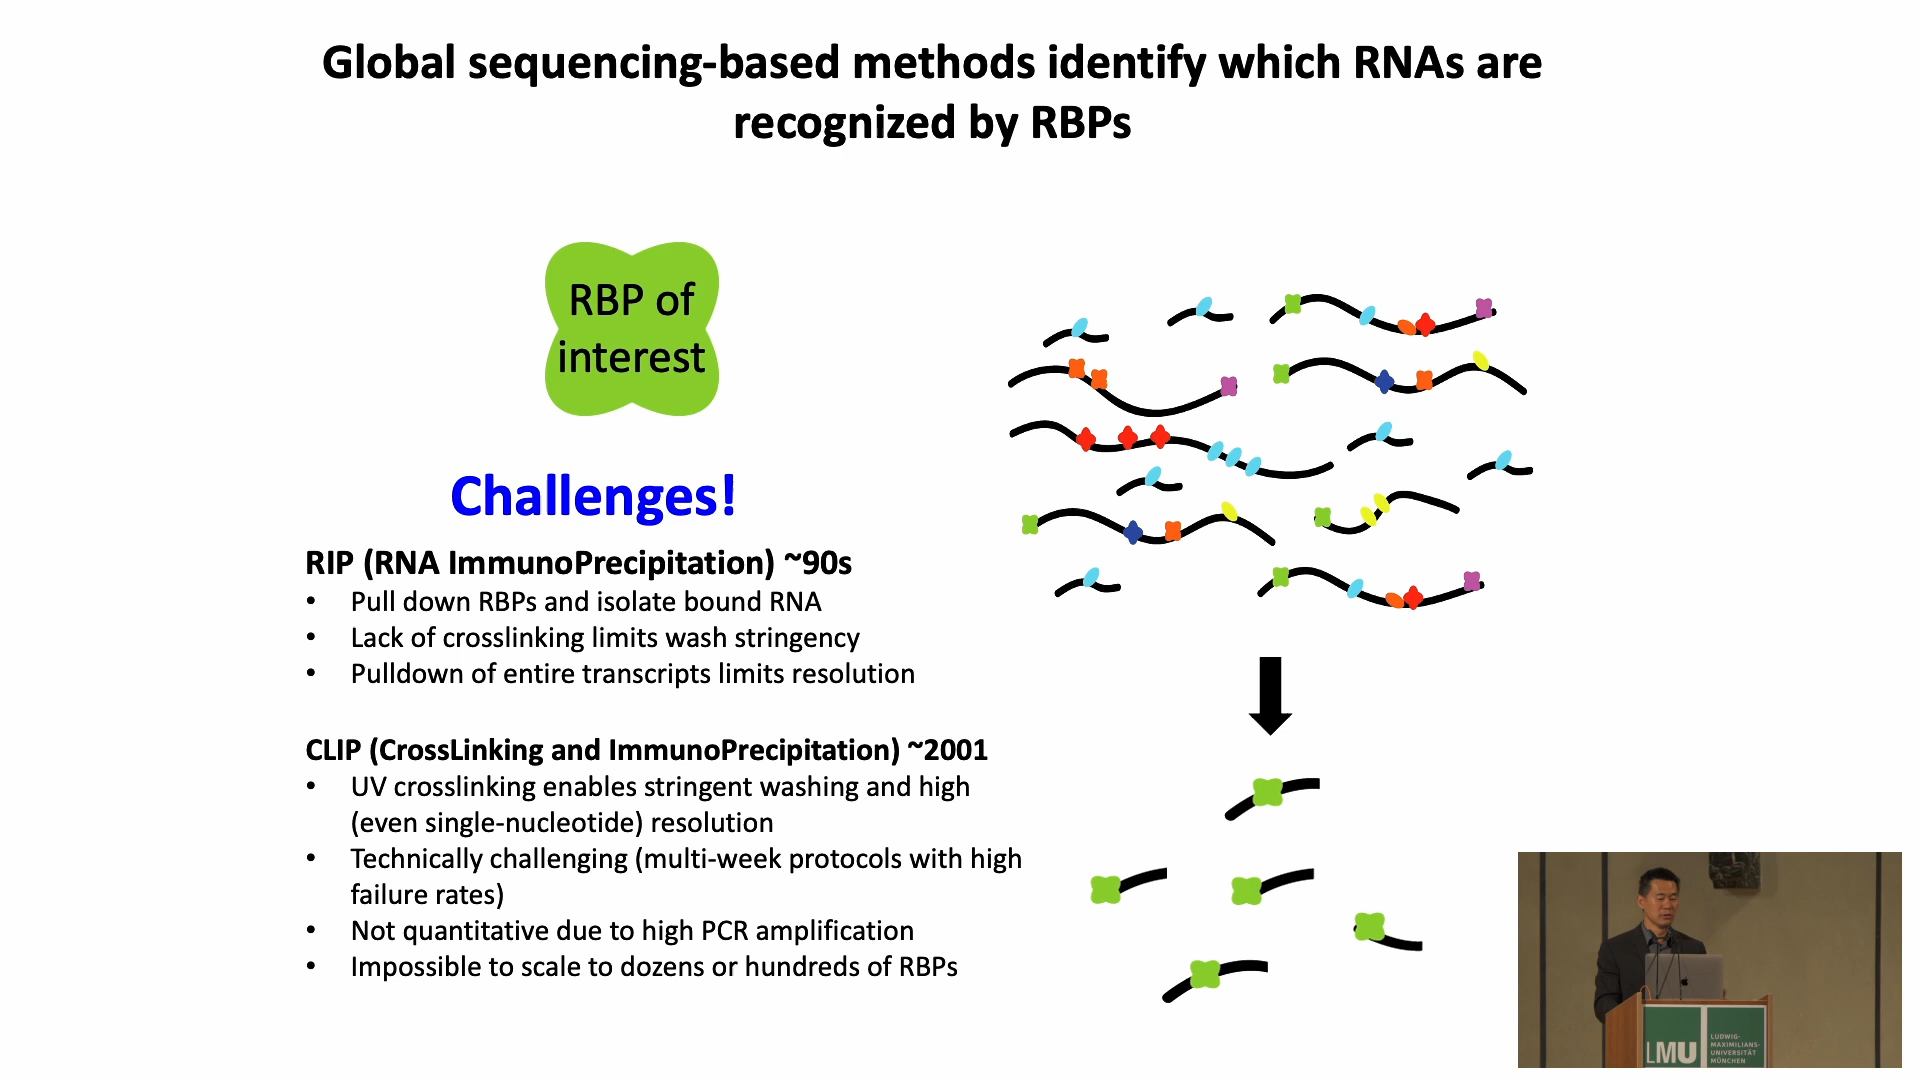 Global sequencing-based methods identify which RNAs are
recognized by RBPs
RBP of
interest
Challenges!
RIP (RNA ImmunoPrecipitation) ~90s
• Pull down RBPs and isolate bound RNA
• Lack of crosslinking limits wash stringency
• Pulldown of entire transcripts limits resolution
CLIP (CrossLinking and ImmunoPrecipitation) ~2001
• UV crosslinking enables stringent washing and high
(even single-nucleotide) resolution
• Technically challenging (multi-week protocols with high
failure rates)
• Not quantitative due to high PCR amplification
• Impossible to scale to dozens or hundreds of RBPs
LMU
LUDWIG-
MAXIMILIANS-
UNIVERSITÄT
MÜNCHEN